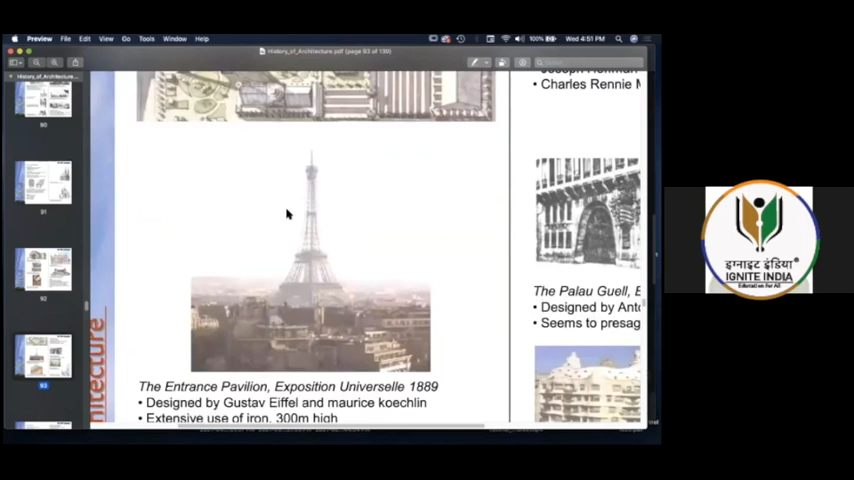 Preview File Edit View Go Tools Window Help
100% Wed 4:51 PM
History_of_Architecture.pdf (page 93 of 139)
History_of_Architecture...
90
91
92
93
hitecture
• Charles Rennie M
The Palau Guell, B
• Designed by Anto
• Seems to presag
The Entrance Pavilion, Exposition Universelle 1889
• Designed by Gustav Eiffel and maurice koechlin
• Extensive use of iron, 300m high
इग्नाइट इंडिया®
IGNITE INDIA
Education for All